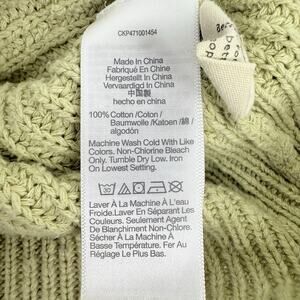 CKP471001454
Made In China
Fabriqué En Chine
Hergestellt In China
Vervaardigd In China
中国製
hecho en china
100% Cotton /Coton /
Baumwolle /Katoen /綿 /
algodón
Machine Wash Cold With Like
Colors. Non-Chlorine Bleach
Only. Tumble Dry Low. Iron
On Lowest Setting.
Laver À La Machine À L'eau
Froide.Laver En Séparant Les
Couleurs. Seulement Agent
De Blanchiment Non-Chlore.
Sécher À La Machine À
Basse Température. Fer Au
Réglage Le Plus Bas.